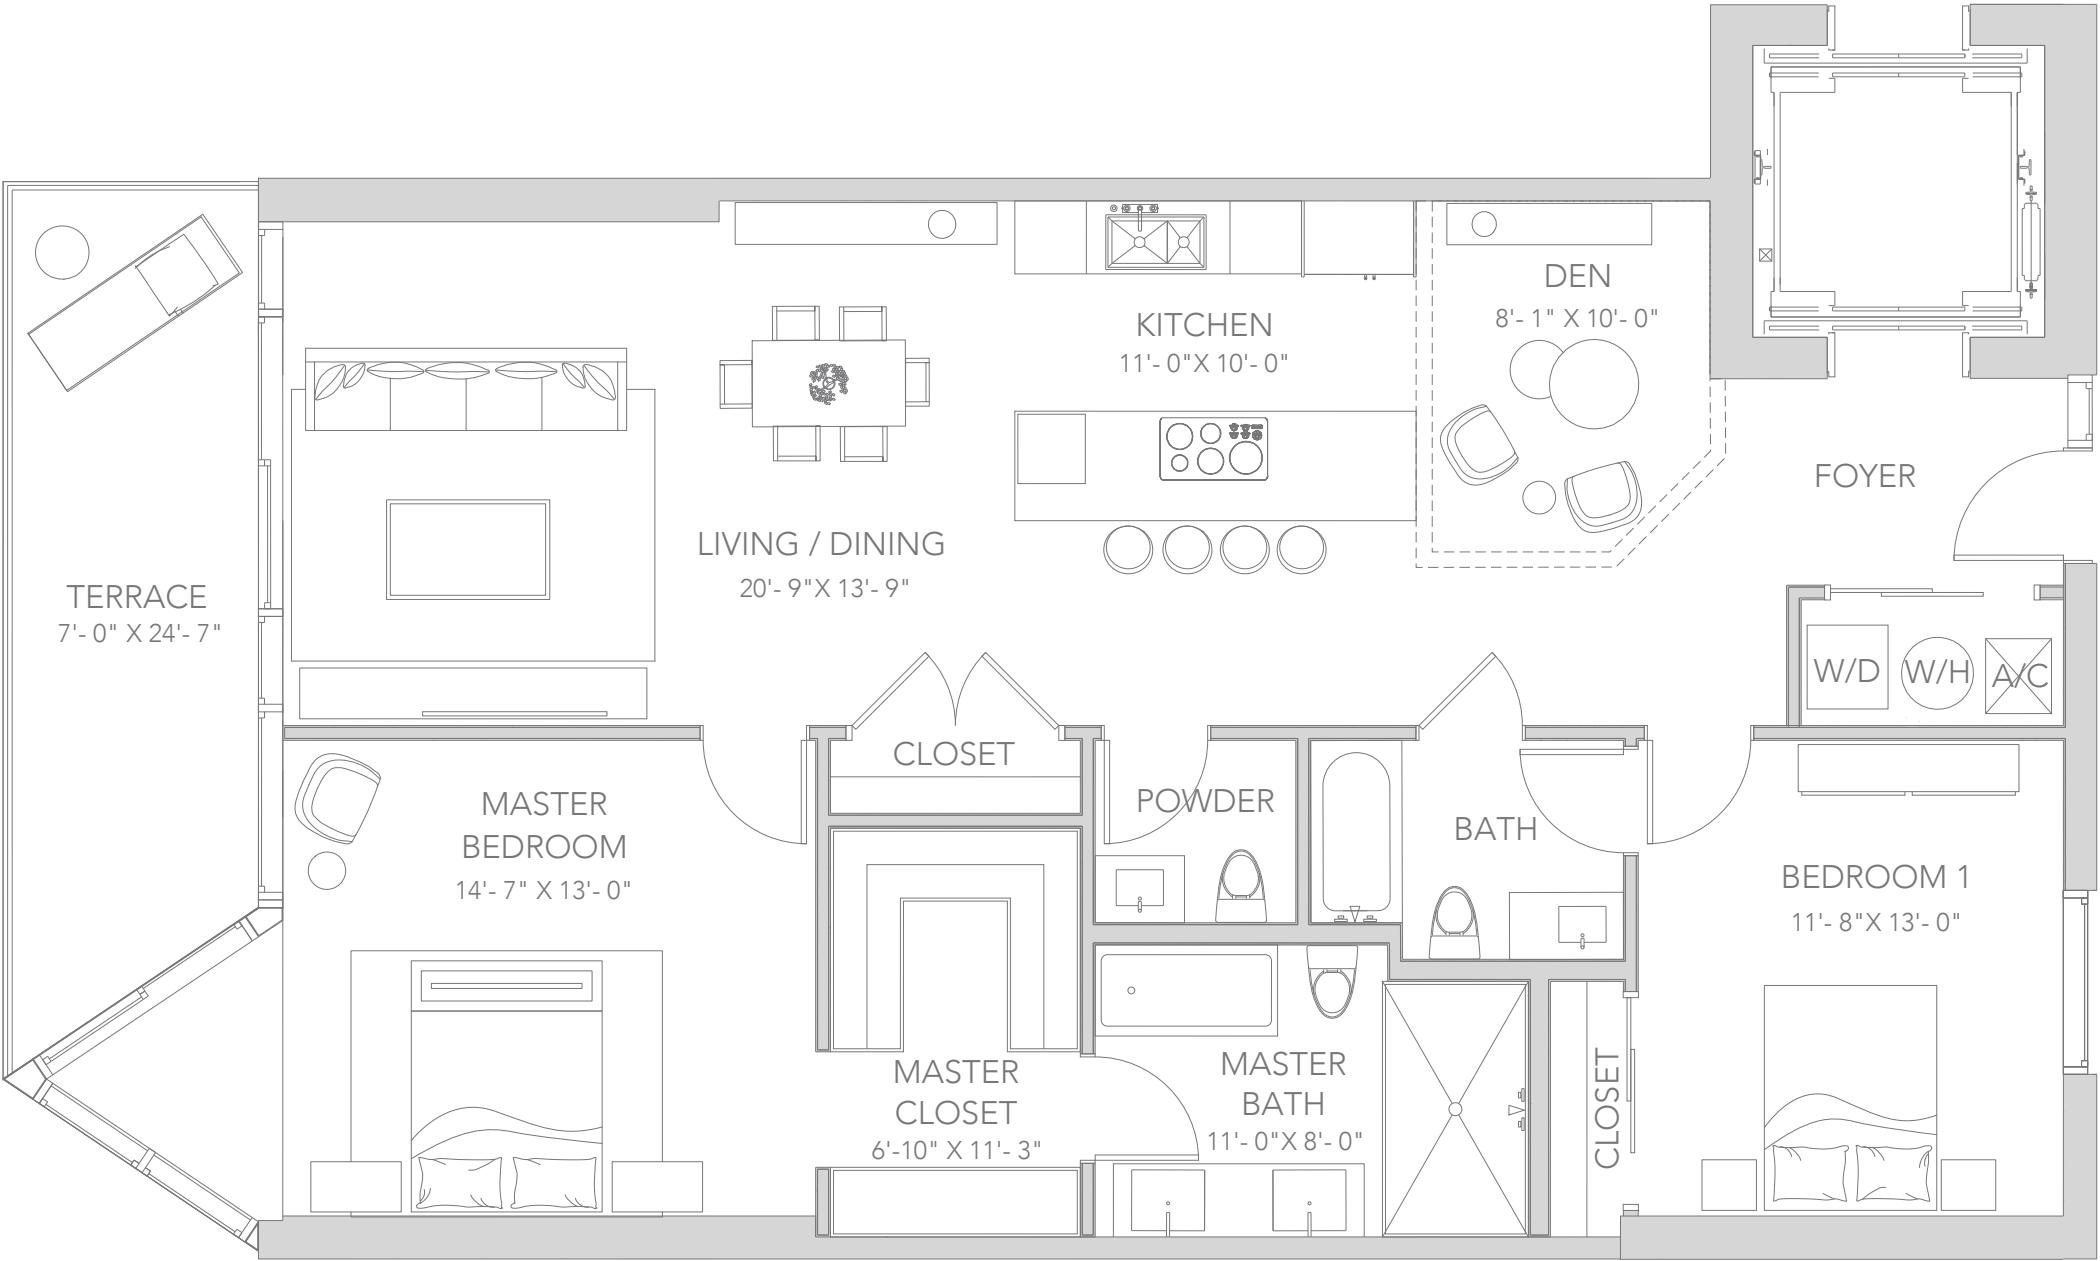 DEN
8'- 1" X 10'- 0"
KITCHEN
11'- 0"X 10'- 0"
FOYER
LIVING / DINING
20'- 9"X 13'- 9"
TERRACE
7'- 0" X 24'- 7"
W/D
W/H
A/C
CLOSET
MASTER
BEDROOM
14'- 7" X 13'- 0"
POWDER
BATH
BEDROOM 1
11'- 8"X 13'- 0"
MASTER
CLOSET
6'-10" X 11'- 3"
MASTER
BATH
11'- 0"X 8'- 0"
CLOSET